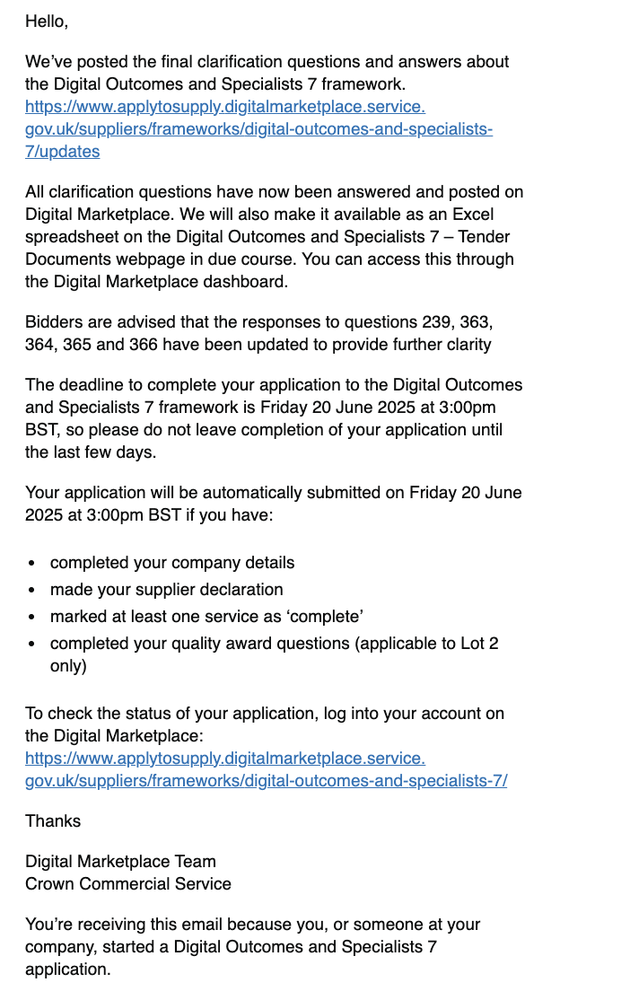 Hello,
We’ve posted the final clarification questions and answers about
the Digital Outcomes and Specialists 7 framework.
https://www.applytosupply.digitalmarketplace.service.
gov.uk/suppliers/frameworks/digital-outcomes-and-specialists-
7/updates
All clarification questions have now been answered and posted on
Digital Marketplace. We will also make it available as an Excel
spreadsheet on the Digital Outcomes and Specialists 7 – Tender
Documents webpage in due course. You can access this through
the Digital Marketplace dashboard.
Bidders are advised that the responses to questions 239, 363,
364, 365 and 366 have been updated to provide further clarity
The deadline to complete your application to the Digital Outcomes
and Specialists 7 framework is Friday 20 June 2025 at 3:00pm
BST, so please do not leave completion of your application until
the last few days.
Your application will be automatically submitted on Friday 20 June
2025 at 3:00pm BST if you have:
• completed your company details
• made your supplier declaration
• marked at least one service as ‘complete’
• completed your quality award questions (applicable to Lot 2
only)
To check the status of your application, log into your account on
the Digital Marketplace:
https://www.applytosupply.digitalmarketplace.service.
gov.uk/suppliers/frameworks/digital-outcomes-and-specialists-7/
Thanks
Digital Marketplace Team
Crown Commercial Service
You’re receiving this email because you, or someone at your
company, started a Digital Outcomes and Specialists 7
application.